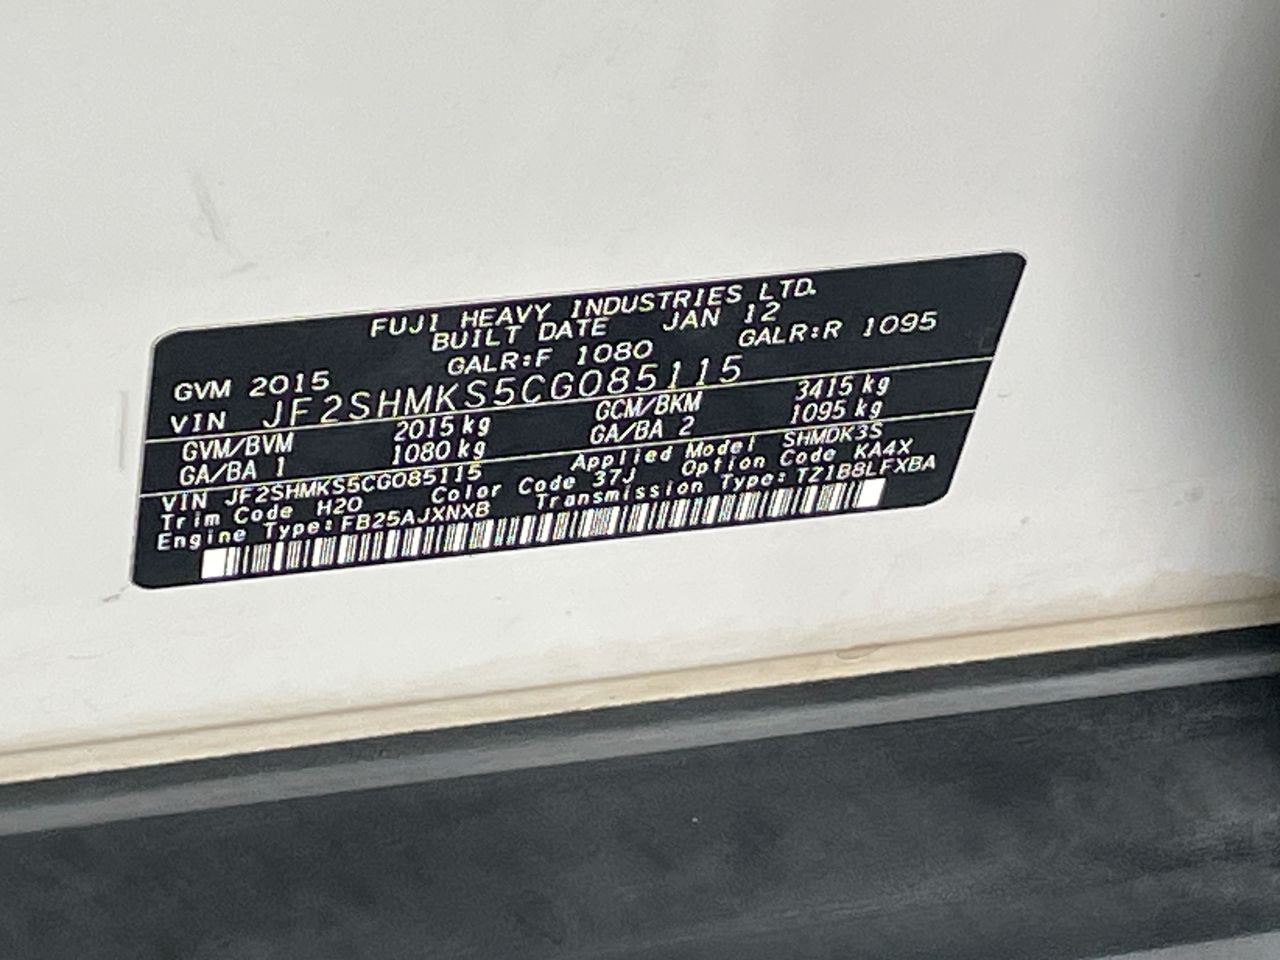 FUJI HEAVY INDUSTRIES LTD.
BUILT DATE JAN 12
GVM 2015 GALR:F 1080 GALR:R 1095
VIN JF2SHMKS5CG085115
GVM/BVM 2015 kg GCM/BKM 3415 kg
GA/BA 1 1080 kg GA/BA 2 1095 kg
VIN JF2SHMKS5CG085115 Applied Model SHMDK3S
Trim Code H20 Color Code 37J Option Code KA4X
Engine Type:FB25AJXNXB Transmission Type:TZ1B8LFXBA